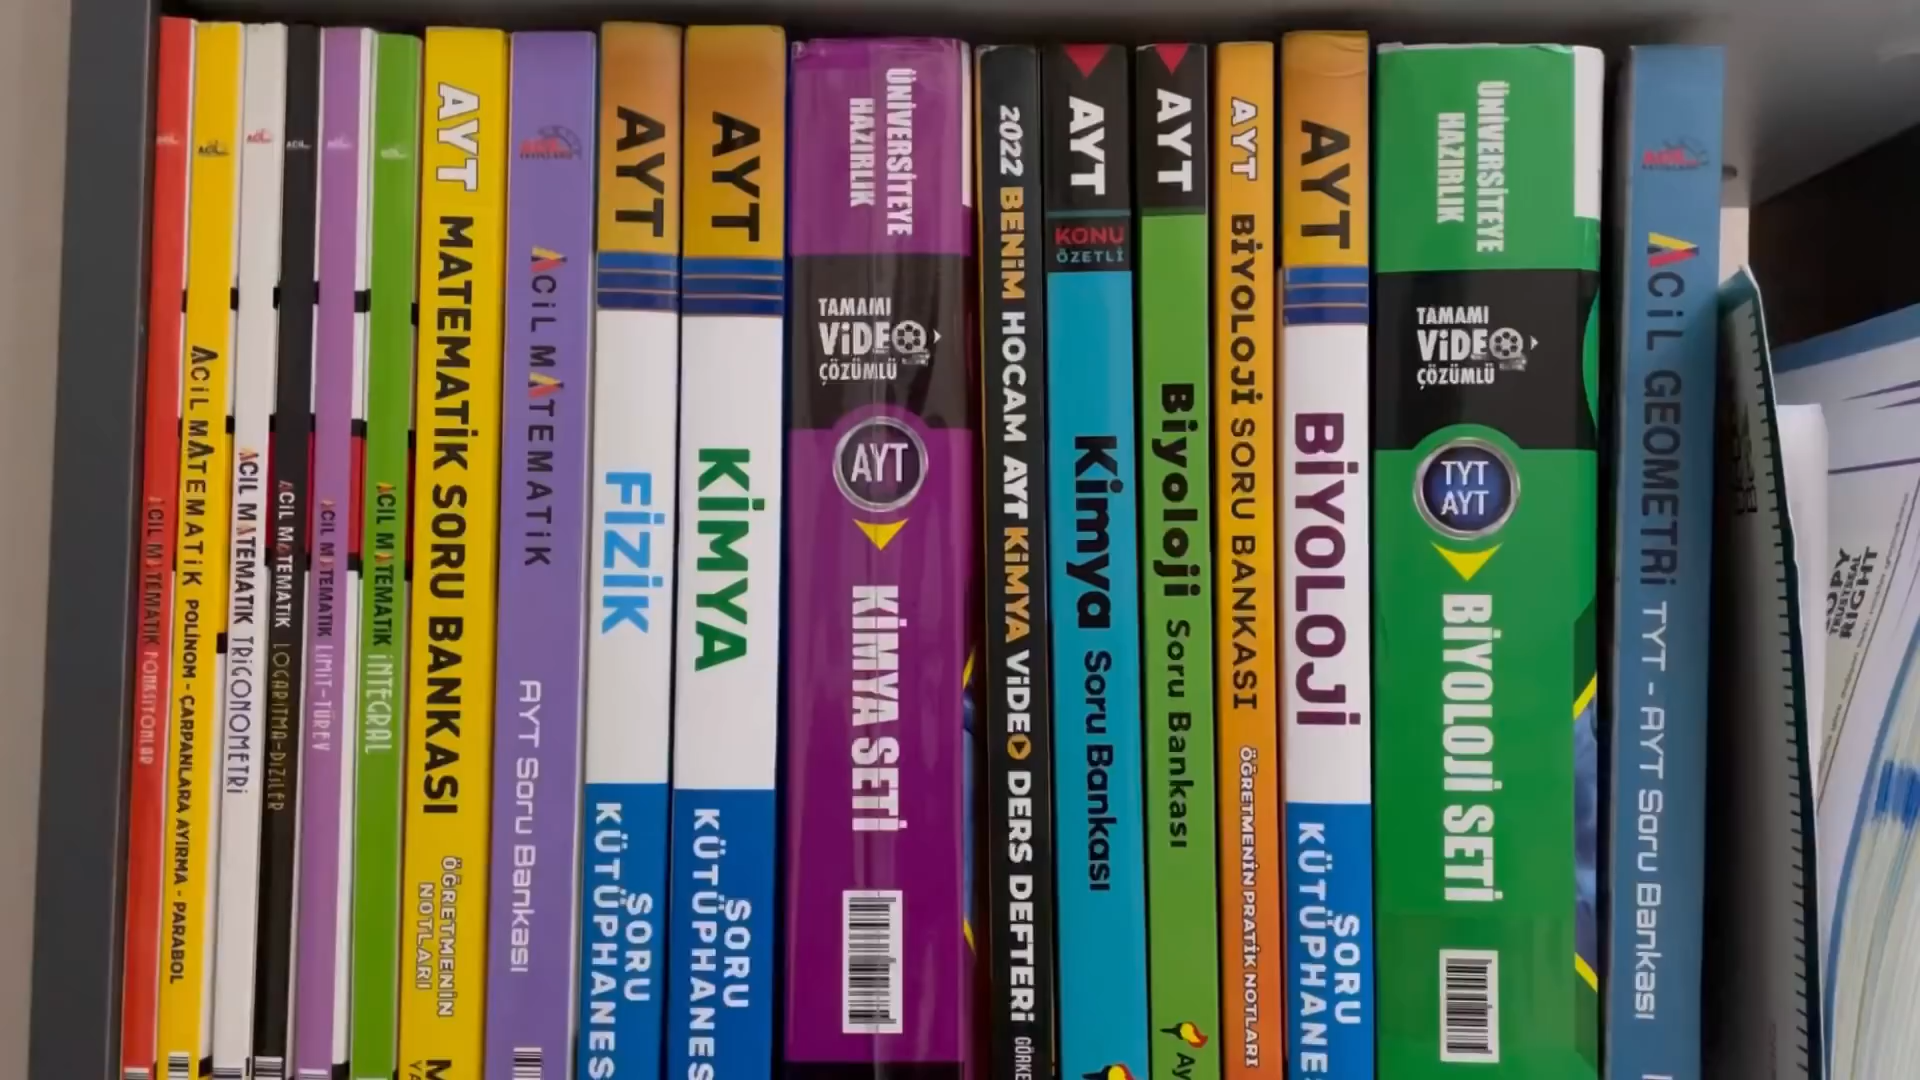 ACİL MATEMATİK FONKSİYONLAR
ACİL MATEMATİK POLİNOM - ÇARPANLARA AYIRMA - PARABOL
ACİL MATEMATİK TRİGONOMETRİ
ACİL MATEMATİK LOGARİTMA-DİZİLER
ACİL MATEMATİK LİMİT-TÜREV
ACİL MATEMATİK İNTEGRAL
AYT MATEMATİK SORU BANKASI
ÖĞRETMENİN
NOTLARI
ACİL MATEMATİK AYT Soru Bankası
AYT
FİZİK
SORU
AYT
KİMYA
SORU
ÜNİVERSİTEYE
HAZIRLIK
TAMAMI
VİDEO
ÇÖZÜMLÜ
AYT
KİMYA SETİ
2022 BENİM HOCAM AYT KİMYA VİDEO DERS DEFTERİ
AYT
KONU
ÖZETLİ
Kimya Soru Bankası
AYT
Biyoloji Soru Bankası
AYT BİYOLOJİ SORU BANKASI ÖĞRETMENİN PRATİK NOTLARI
AYT
BİYOLOJİ
SORU
ÜNİVERSİTEYE
HAZIRLIK
TAMAMI
VİDEO
ÇÖZÜMLÜ
TYT
AYT
BİYOLOJİ SETİ
ACİL GEOMETRİ TYT - AYT Soru Bankası